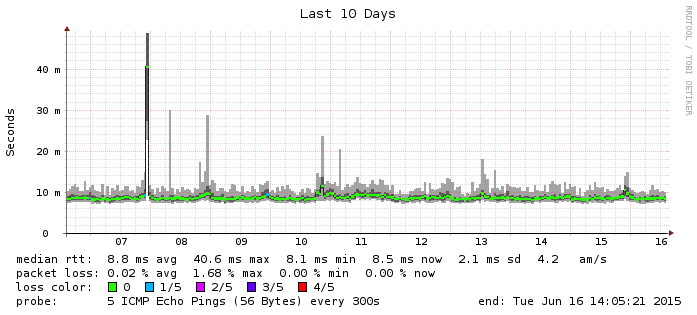 Last 10 Days
RRDTOOL / TOBI OETIKER
Seconds
40 m
30 m
20 m
10 m
0
07 08 09 10 11 12 13 14 15 16
median rtt: 8.8 ms avg 40.6 ms max 8.1 ms min 8.5 ms now 2.1 ms sd 4.2 am/s
packet loss: 0.02 % avg 1.68 % max 0.00 % min 0.00 % now
loss color: 0 1/5 2/5 3/5 4/5
probe: 5 ICMP Echo Pings (56 Bytes) every 300s end: Tue Jun 16 14:05:21 2015